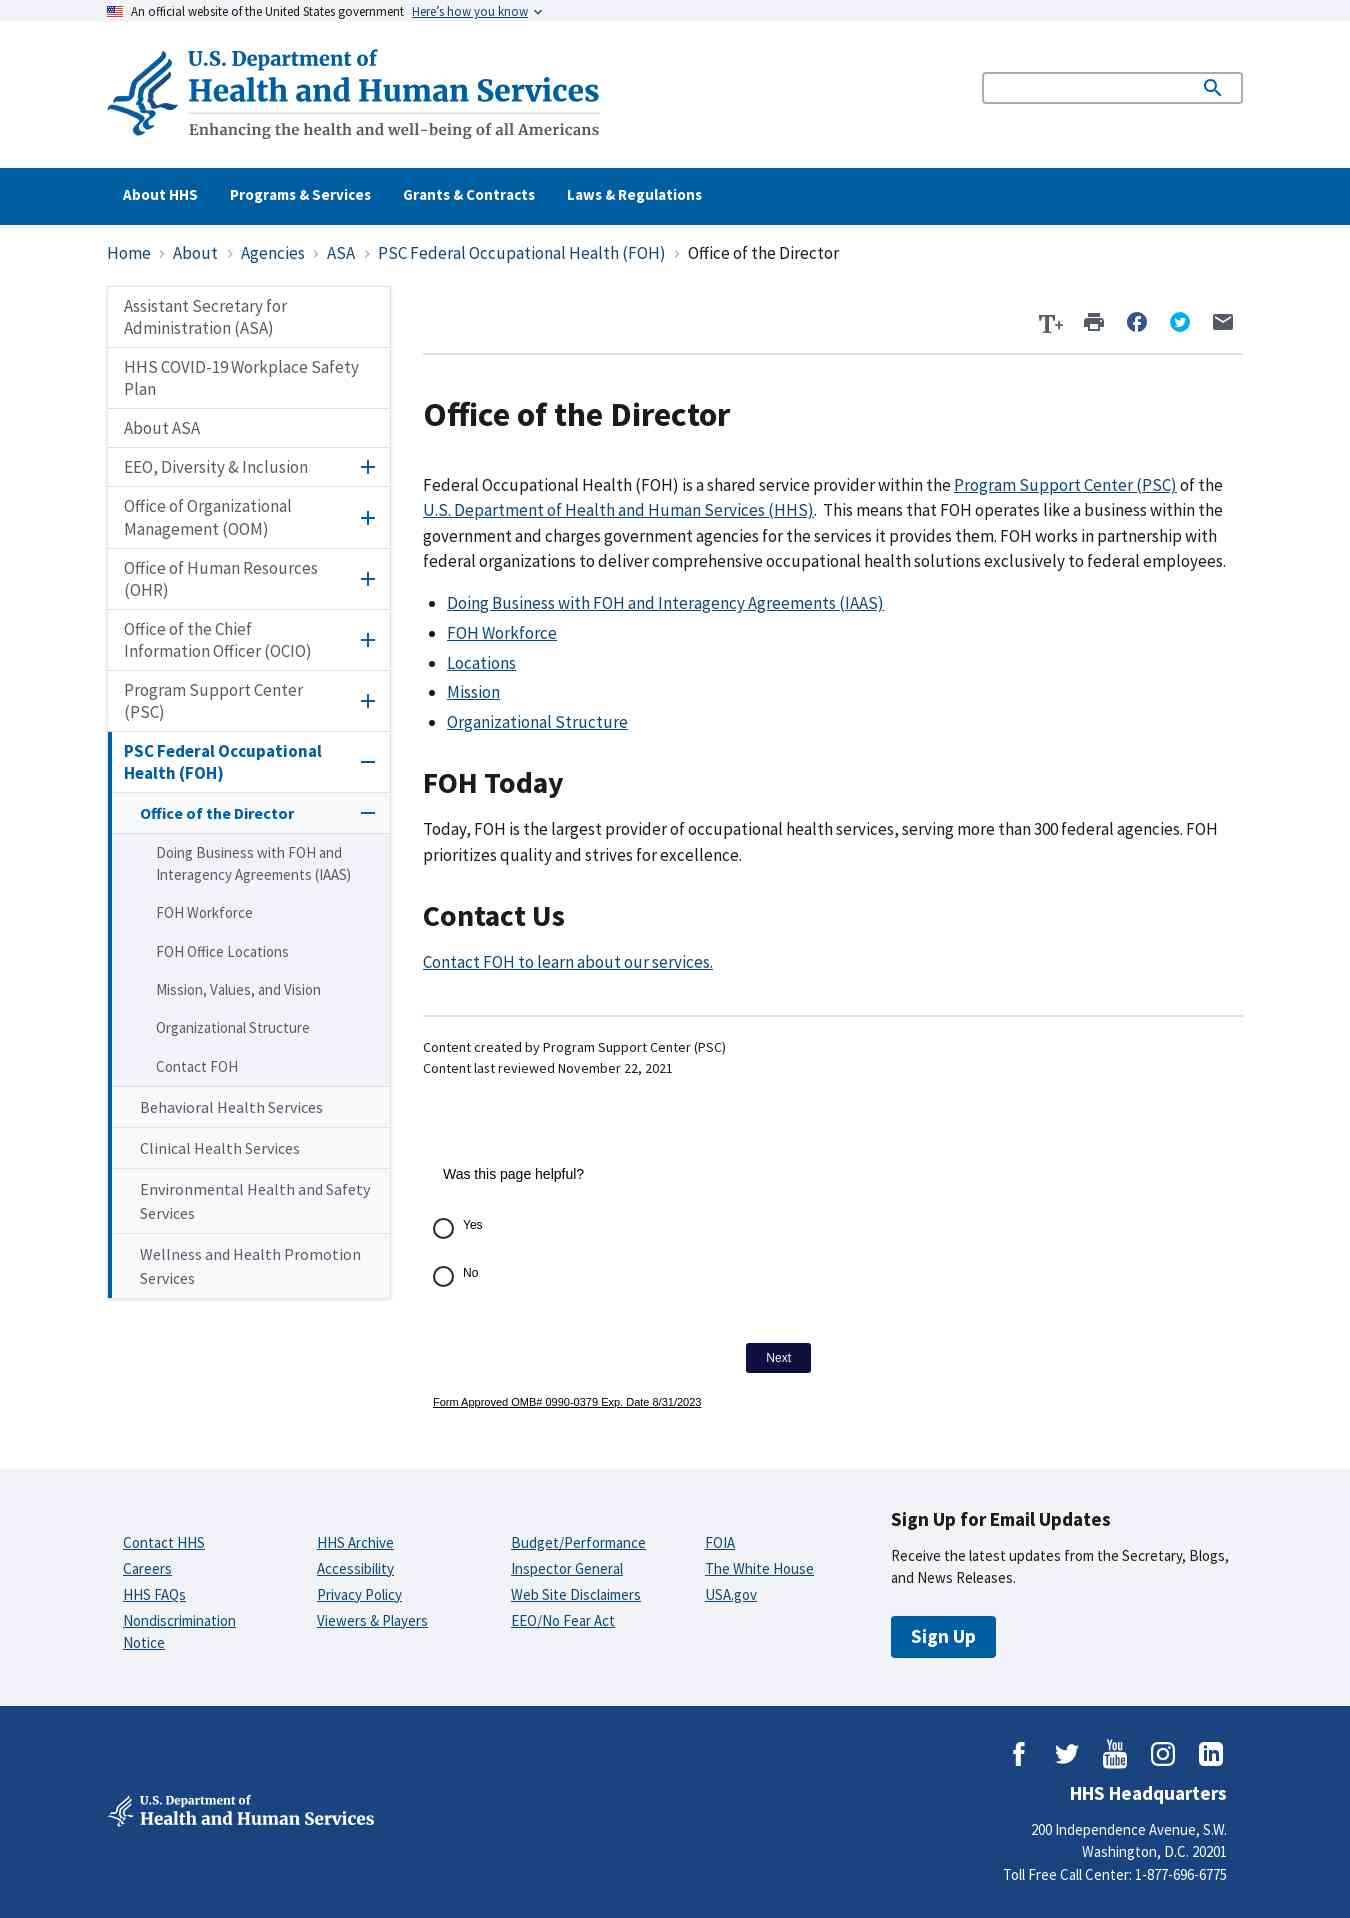 An official website of the United States government Here’s how you know
U.S. Department of
Health and Human Services
Enhancing the health and well-being of all Americans
About HHS Programs & Services Grants & Contracts Laws & Regulations
Home › About › Agencies › ASA › PSC Federal Occupational Health (FOH) › Office of the Director
Assistant Secretary for
Administration (ASA)
HHS COVID-19 Workplace Safety
Plan
About ASA
EEO, Diversity & Inclusion
Office of Organizational
Management (OOM)
Office of Human Resources
(OHR)
Office of the Chief
Information Officer (OCIO)
Program Support Center
(PSC)
PSC Federal Occupational
Health (FOH)
Office of the Director
Doing Business with FOH and
Interagency Agreements (IAAS)
FOH Workforce
FOH Office Locations
Mission, Values, and Vision
Organizational Structure
Contact FOH
Behavioral Health Services
Clinical Health Services
Environmental Health and Safety
Services
Wellness and Health Promotion
Services
T+
Office of the Director
Federal Occupational Health (FOH) is a shared service provider within the Program Support Center (PSC) of the
U.S. Department of Health and Human Services (HHS).  This means that FOH operates like a business within the
government and charges government agencies for the services it provides them. FOH works in partnership with
federal organizations to deliver comprehensive occupational health solutions exclusively to federal employees.
Doing Business with FOH and Interagency Agreements (IAAS)
FOH Workforce
Locations
Mission
Organizational Structure
FOH Today
Today, FOH is the largest provider of occupational health services, serving more than 300 federal agencies. FOH
prioritizes quality and strives for excellence.
Contact Us
Contact FOH to learn about our services.
Content created by Program Support Center (PSC)
Content last reviewed November 22, 2021
Was this page helpful?
Yes
No
Next
Form Approved OMB# 0990-0379 Exp. Date 8/31/2023
Contact HHS
Careers
HHS FAQs
Nondiscrimination
Notice
HHS Archive
Accessibility
Privacy Policy
Viewers & Players
Budget/Performance
Inspector General
Web Site Disclaimers
EEO/No Fear Act
FOIA
The White House
USA.gov
Sign Up for Email Updates
Receive the latest updates from the Secretary, Blogs,
and News Releases.
Sign Up
U.S. Department of
Health and Human Services
You
Tube
HHS Headquarters
200 Independence Avenue, S.W.
Washington, D.C. 20201
Toll Free Call Center: 1-877-696-6775